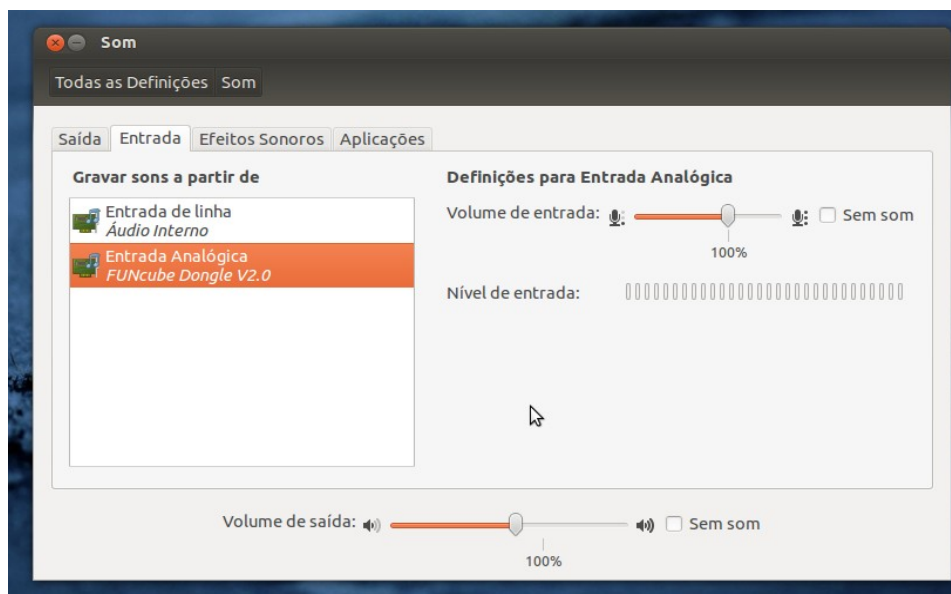 Som
Todas as Definições Som
Saída Entrada Efeitos Sonoros Aplicações
Gravar sons a partir de
Entrada de linha
Áudio Interno
Entrada Analógica
FUNcube Dongle V2.0
Definições para Entrada Analógica
Volume de entrada: Sem som
100%
Nível de entrada:
Volume de saída: Sem som
100%